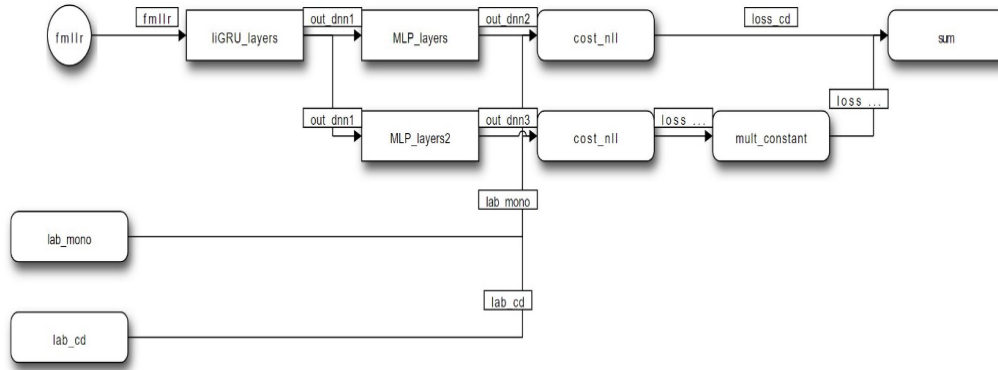 fmllr
out_dnn1
out_dnn2
loss_cd
fmllr
liGRU_layers
MLP_layers
cost_nll
sum
loss ...
out_dnn1
out_dnn3
loss ...
MLP_layers2
cost_nll
mult_constant
lab_mono
lab_mono
lab_cd
lab_cd